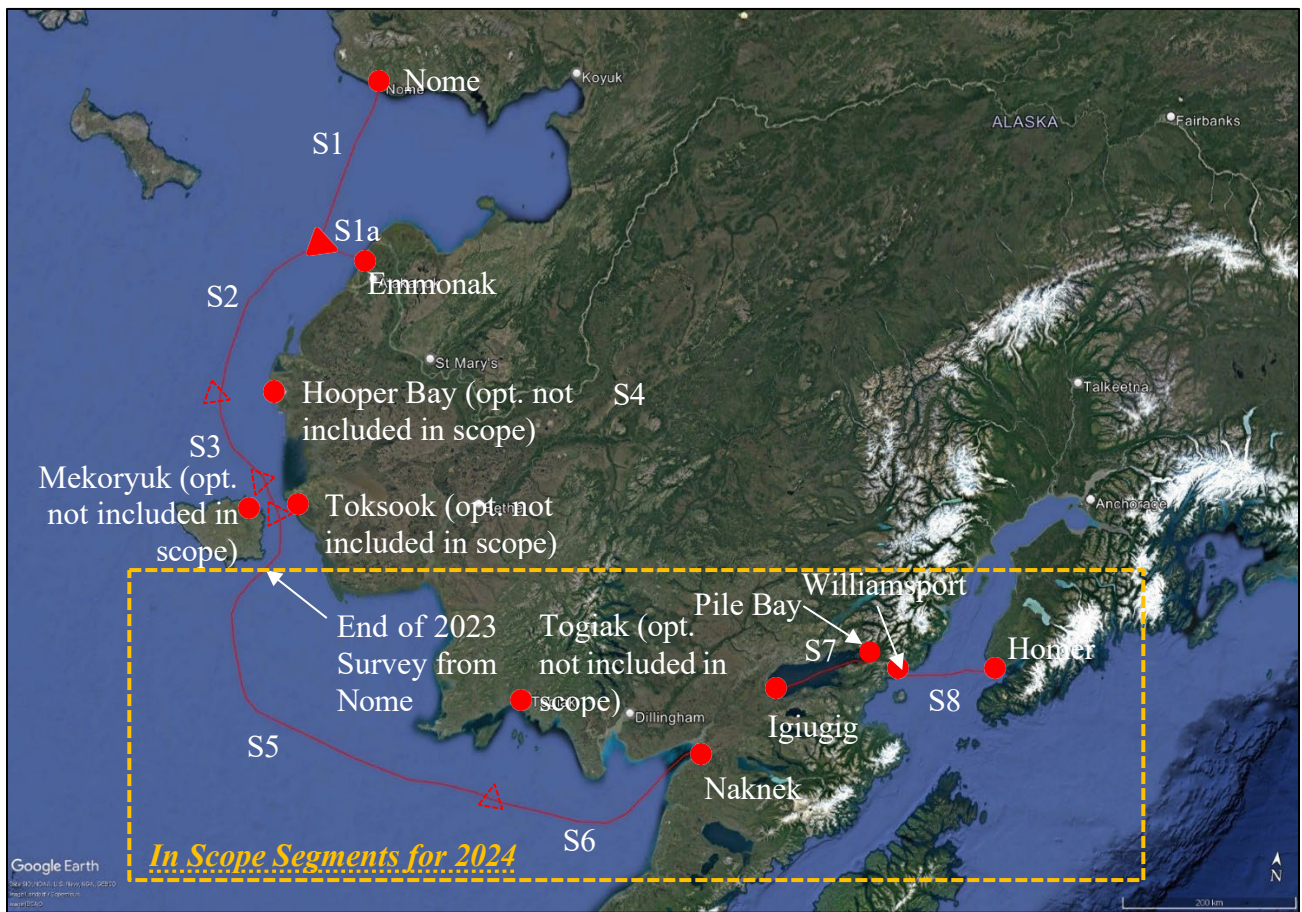 Nome
Nome
Koyuk
ALASKA
Fairbanks
S1
S1a
Emmonak
S2
St Mary's
Talkeetna
Hooper Bay (opt. not
included in scope)
S4
S3
Mekoryuk (opt.
not included in
scope)
Toksook (opt. not
included in scope)
Anchorage
Williamsport
Pile Bay
End of 2023
Survey from
Nome
Togiak (opt.
not included in
scope)
S7
Homer
S8
Dillingham
Igiugig
S5
Naknek
S6
In Scope Segments for 2024
Google Earth
N
200 km